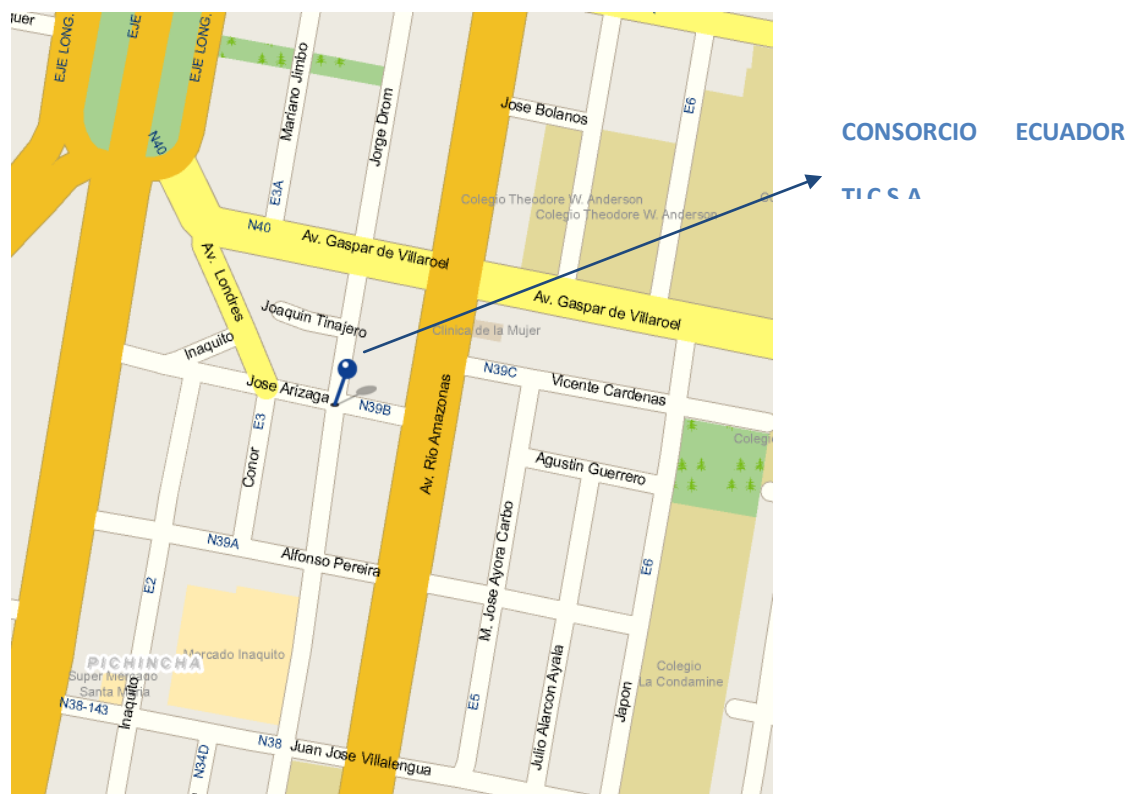 EJE LONG.
EJE
EJE LONG.
N40
Mariano Jimbo
Jorge Drom
E3A
E6
Jose Bolanos
Colegio Theodore W. Anderson
Colegio Theodore W. Anderson
CONSORCIO ECUADOR
N40
Av. Gaspar de Villaroel
Av. Londres
Av. Gaspar de Villaroel
Joaquin Tinajero
Clinica de la Mujer
Inaquito
Jose Arizaga
N39B
N39C
Vicente Cardenas
E3
Conor
Av. Rio Amazonas
Agustin Guerrero
N39A
Alfonso Pereira
E2
M. Jose Ayora Carbo
E6
Mercado Inaquito
PICHINCHA
Super Mercado
Santa Maria
Colegio
La Condamine
N38-143
Inaquito
N34D
N38
Juan Jose Villalengua
E5
Julio Alarcon Ayala
Japon